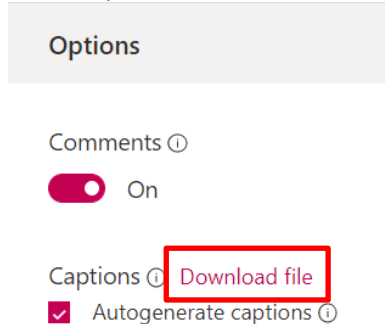 Options
Comments
On
Captions Download file
Autogenerate captions